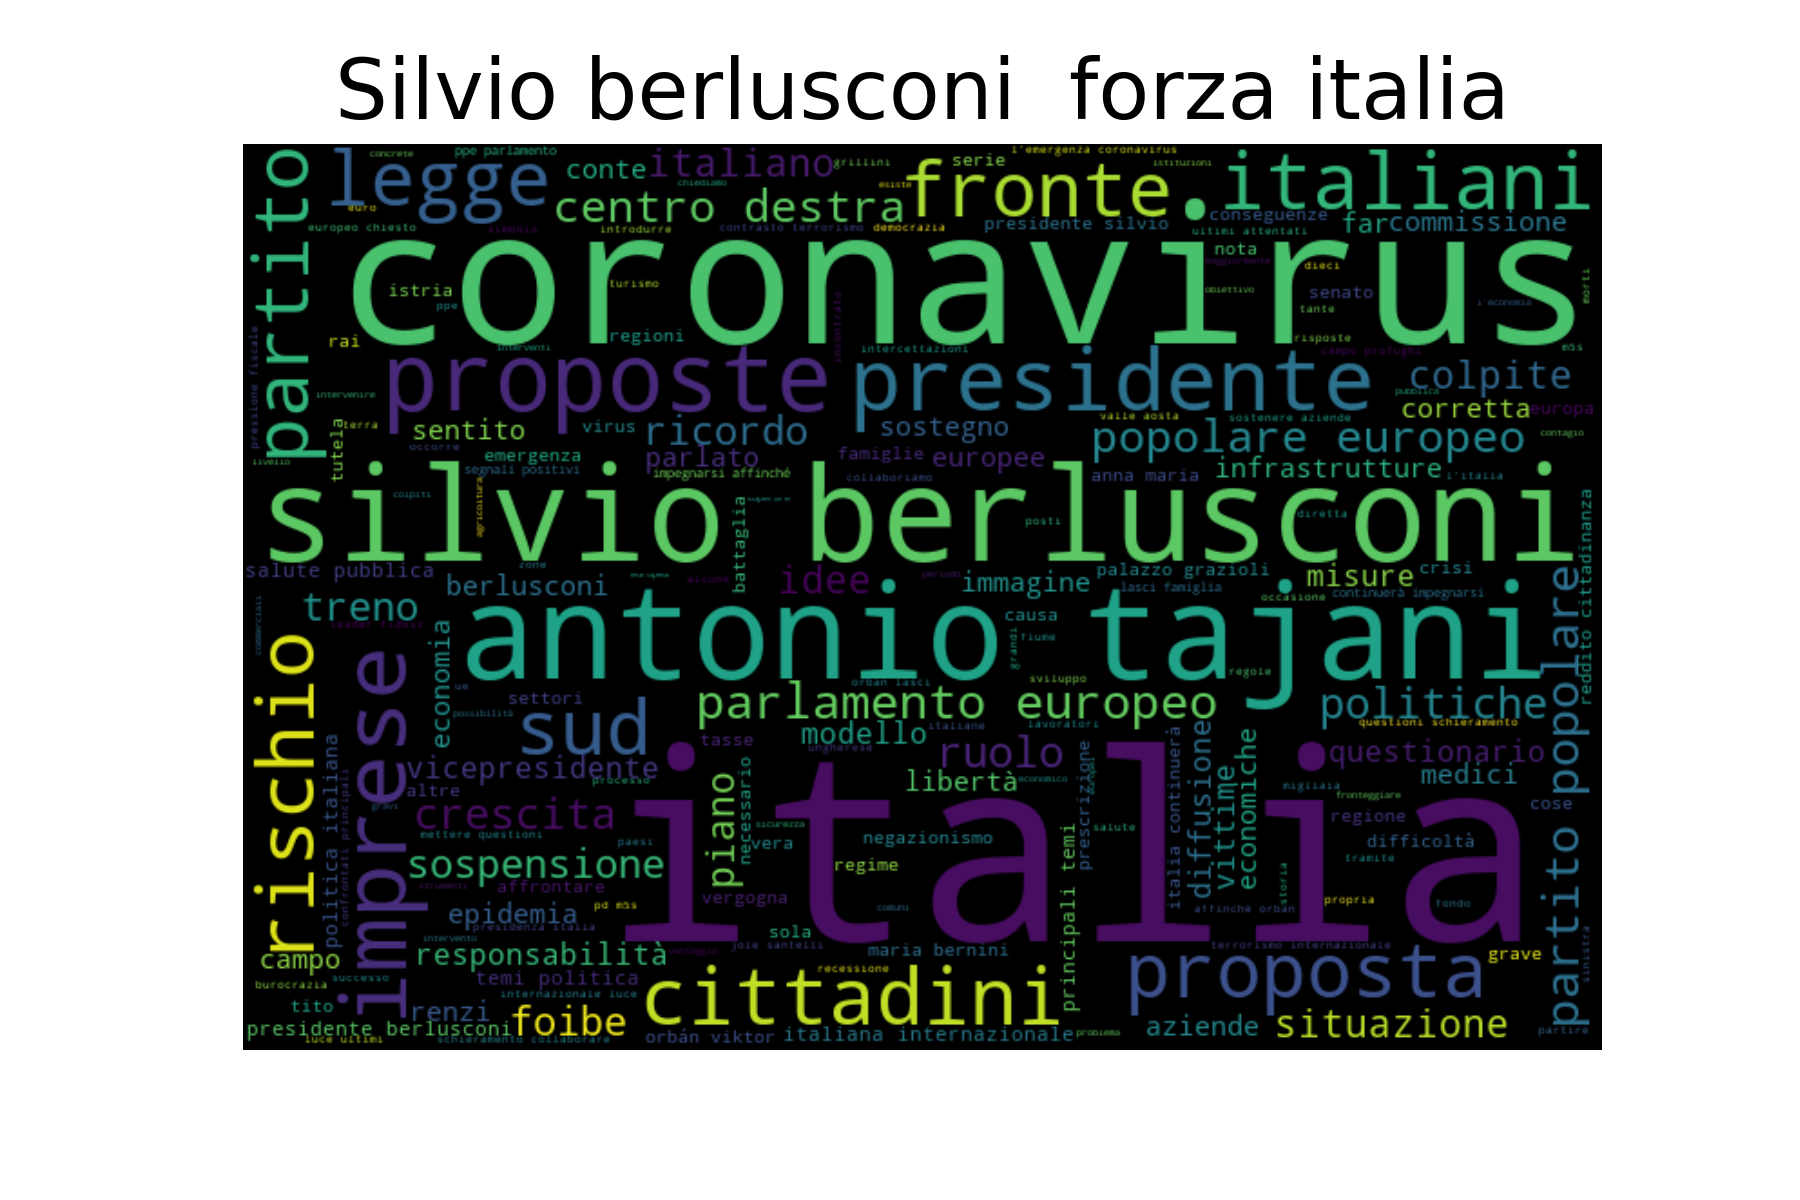 Silvio berlusconi  forza italia
concrete
ppe parlamento
conte
italiano
grillini
serie
l'emergenza coronavirus
istituzioni
italiani
partito
legge
chiediamo
esiste
fronte
euro
centro destra
conseguenze
far
commissione
europeo chiesto
simbolo
introdurre
contrasto terrorismo
democrazia
presidente silvio
ultimi attentati
coronavirus
nota
maggiormente
dieci
istria
turismo
ppe
incontrato
obiettivo
senato
l'economia
morti
tante
rai
regioni
risposte
pressione fiscale
interventi
intercettazioni
campo profughi
m5s
proposte
presidente
colpite
intervenire
pubblica
corretta
europa
terra
sentito
virus
ricordo
sostegno
valle aosta
sostenere aziende
popolare europeo
contagio
tutela
occorre
emergenza
parlato
famiglie
europee
livello
segnali positivi
impegnarsi affinché
collaboriamo
anna maria
infrastrutture
l'italia
colpiti
agricoltura
battaglia
silvio berlusconi
posti
diretta
reddito cittadinanza
salute pubblica
zone
berlusconi
europea
alcune
idee
periodo
immagine
palazzo grazioli
lasci famiglia
misure
crisi
occasione
continuerà impegnarsi
commerciali
treno
leader fidesz
antonio tajani
causa
grandi
fiume
regole
partito popolare
rischio
imprese
economia
ue
orban lasci
sviluppo
settori
possibilità
sud
parlamento europeo
politiche
questioni schieramento
modello
italiane
lavoratori
tasse
ungherese
ruolo
questionario
politica italiana
confrontati principali
vicepresidente
processo
altre
gravi
libertà
economico
medici
migliaia
fronteggiare
cose
crescita
piano
necessario
prescrizione
italia continuerà
diffusione
vittime
economiche
italia
regione
mettere questioni
paesi
sicurezza
vera
negazionismo
salute
difficoltà
tramite
sospensione
regime
principali temi
storia
strumenti
affrontare
vergogna
comuni
affinché orban
propria
fondo
epidemia
pd m5s
presidenza italia
intervento
sola
jole santelli
maria bernini
terrorismo internazionale
grave
sinistra
campo
responsabilità
recessione
successo
burocrazia
temi politica
internazionale luce
cittadini
proposta
tito
renzi
foibe
presidente berlusconi
luce ultimi
schieramento collaborare
orbán viktor
italiana internazionale
problema
aziende
situazione
partire